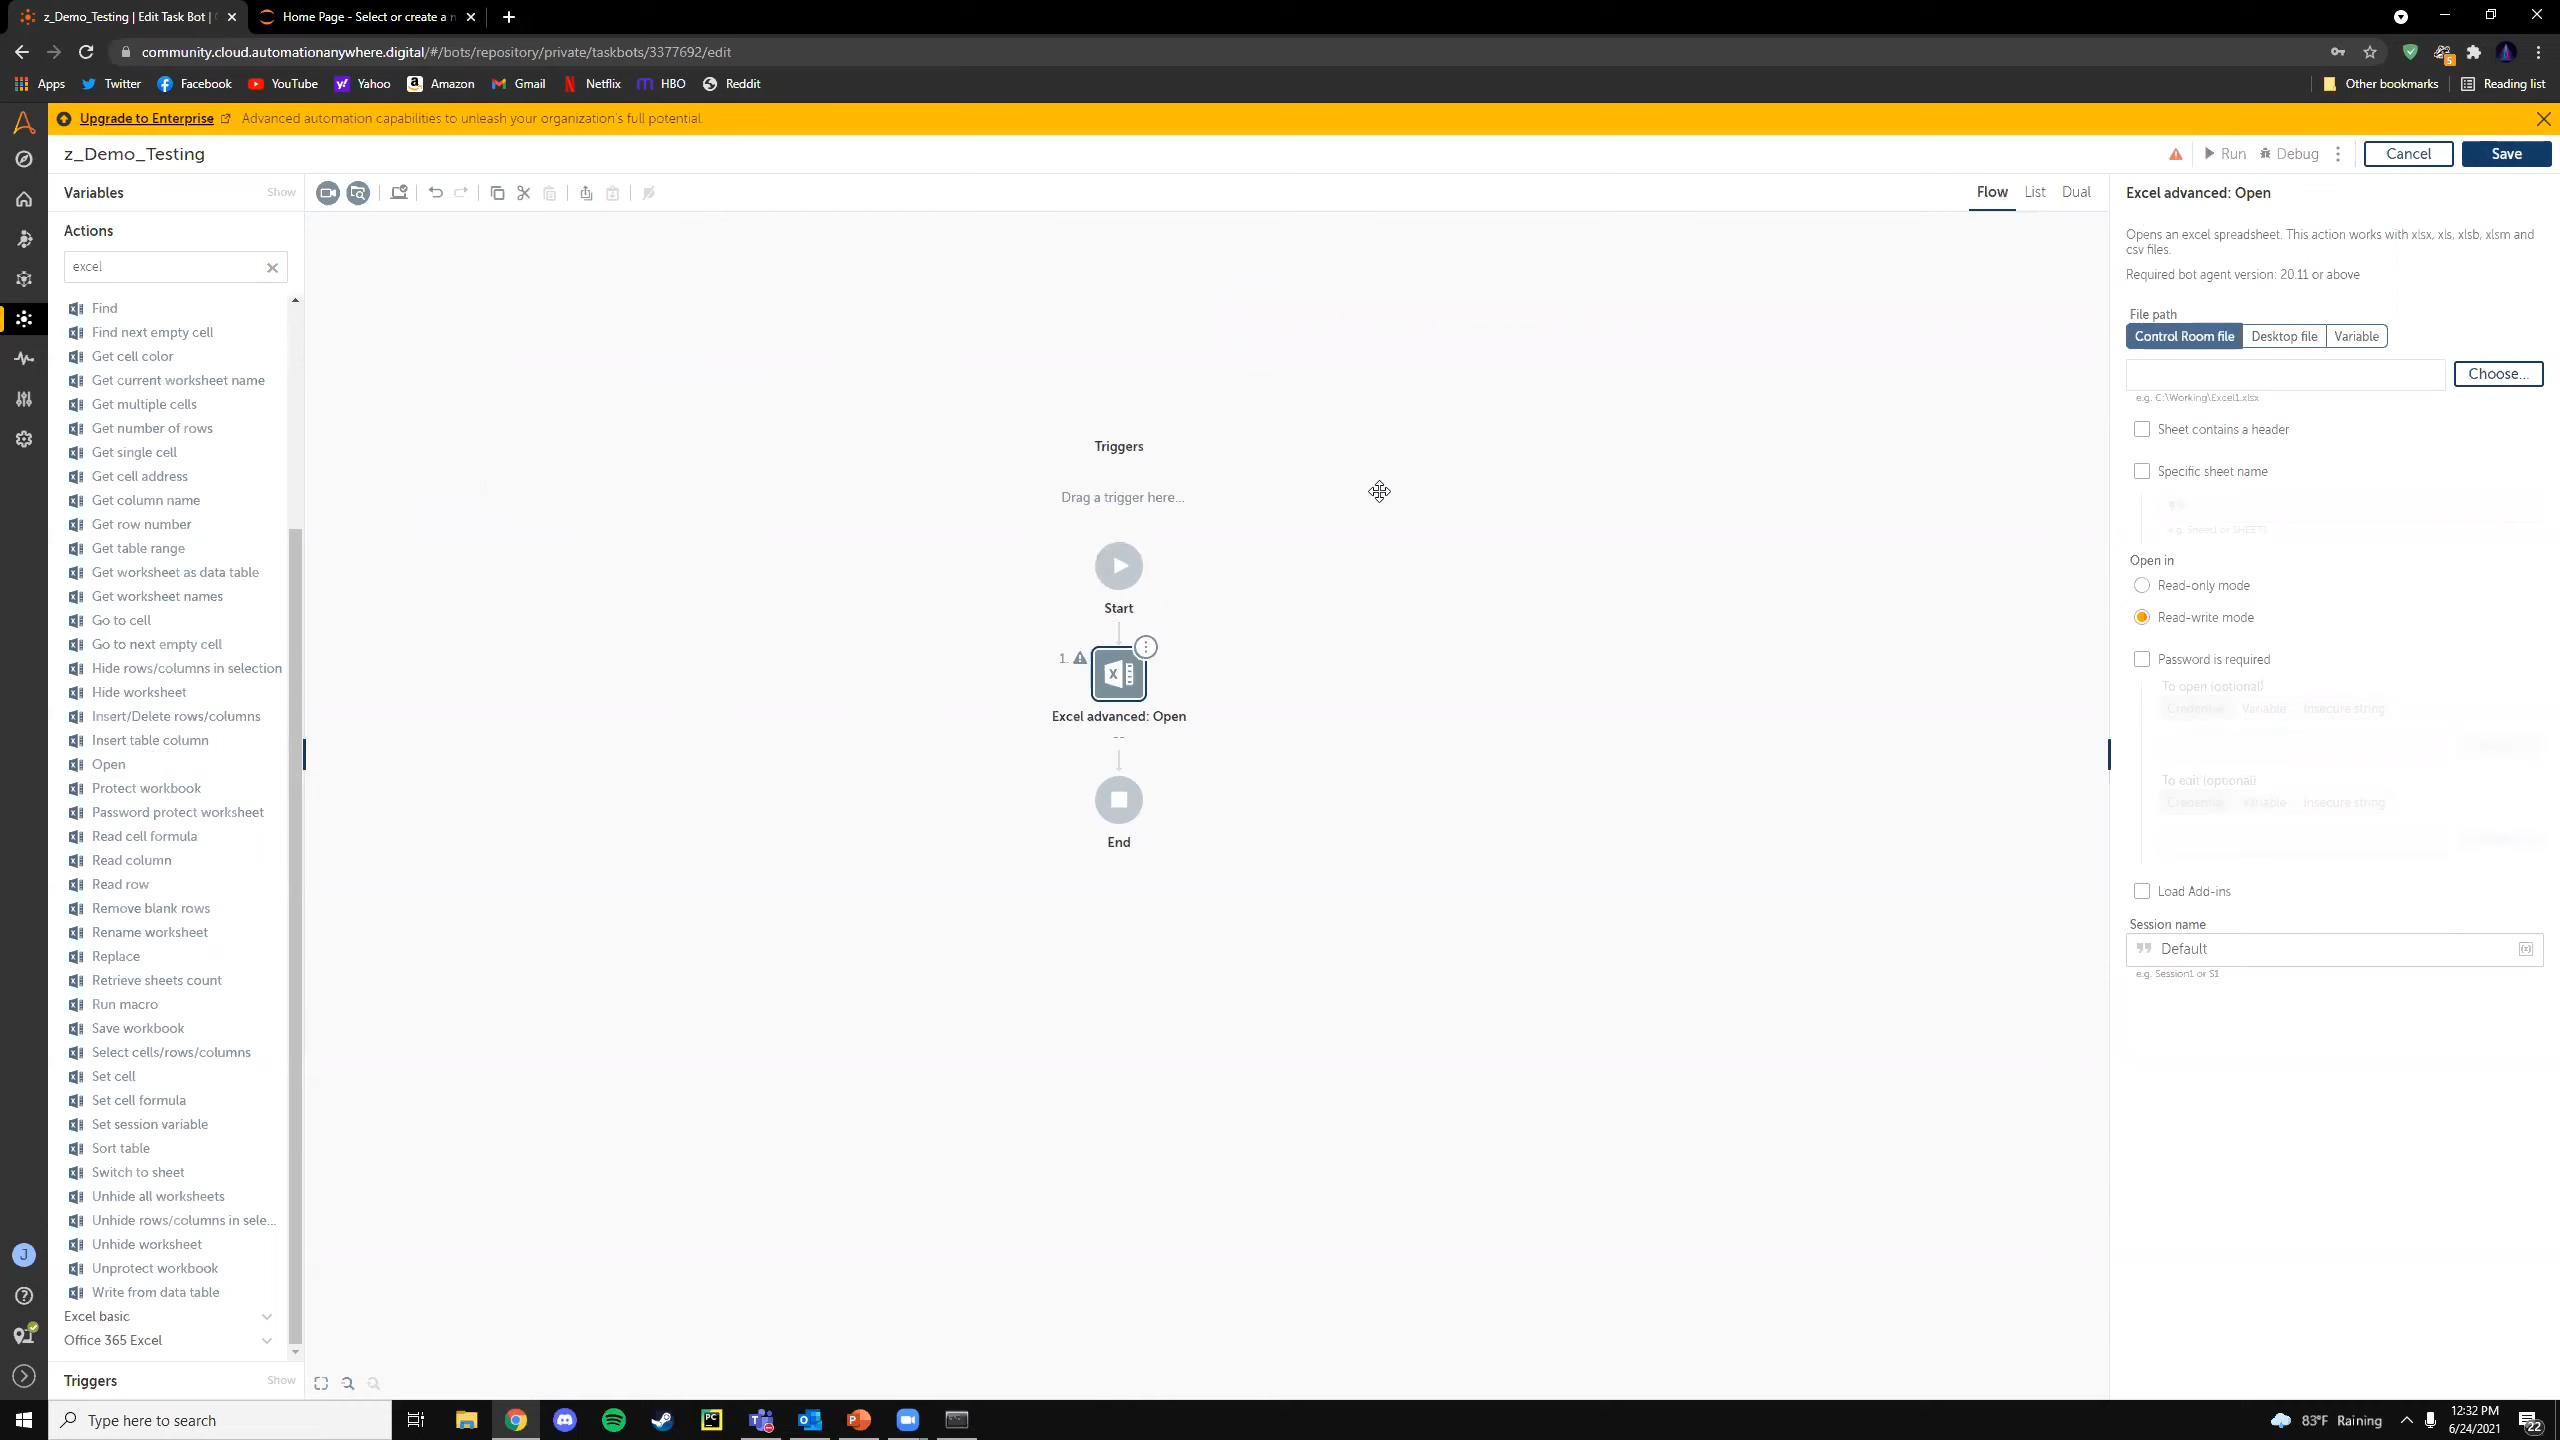 z_Demo_Testing | Edit Task Bot |
Home Page - Select or create a n
community.cloud.automationanywhere.digital/#/bots/repository/private/taskbots/3377692/edit
Apps Twitter Facebook YouTube Yahoo Amazon Gmail Netflix HBO Reddit Other bookmarks Reading list
Upgrade to Enterprise Advanced automation capabilities to unleash your organization's full potential.
z_Demo_Testing
Run Debug Cancel Save
Variables Show
Flow List Dual
Actions
excel
Find
Find next empty cell
Get cell color
Get current worksheet name
Get multiple cells
Get number of rows
Get single cell
Get cell address
Get column name
Get row number
Get table range
Get worksheet as data table
Get worksheet names
Go to cell
Go to next empty cell
Hide rows/columns in selection
Hide worksheet
Insert/Delete rows/columns
Insert table column
Open
Protect workbook
Password protect worksheet
Read cell formula
Read column
Read row
Remove blank rows
Rename worksheet
Replace
Retrieve sheets count
Run macro
Save workbook
Select cells/rows/columns
Set cell
Set cell formula
Set session variable
Sort table
Switch to sheet
Unhide all worksheets
Unhide rows/columns in sele...
Unhide worksheet
Unprotect workbook
Write from data table
Excel basic
Office 365 Excel
Triggers Show
Triggers
Drag a trigger here...
Start
1.
Excel advanced: Open
--
End
Excel advanced: Open
Opens an excel spreadsheet. This action works with xlsx, xls, xlsb, xlsm and
csv files.
Required bot agent version: 20.11 or above
File path
Control Room file Desktop file Variable
Choose...
e.g. C:\Working\Excel1.xlsx
Sheet contains a header
Specific sheet name
e.g. Sheet1 or SHEET1
Open in
Read-only mode
Read-write mode
Password is required
To open (optional)
Credential Variable Insecure string
To edit (optional)
Credential Variable Insecure string
Load Add-ins
Session name
Default
e.g. Session1 or S1
J
Type here to search
83°F Raining
12:32 PM
6/24/2021
22